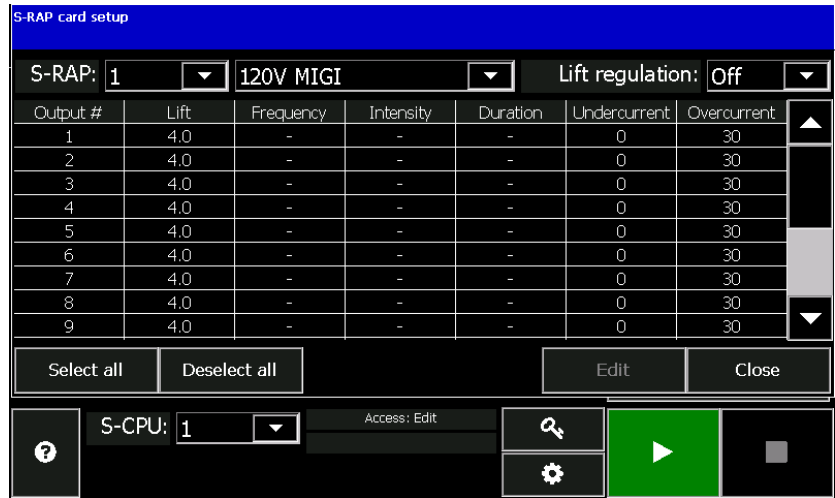 S-RAP card setup
S-RAP: 1 120V MIGI Lift regulation: Off
Output # Lift Frequency Intensity Duration Undercurrent Overcurrent
1 4.0 - - - 0 30
2 4.0 - - - 0 30
3 4.0 - - - 0 30
4 4.0 - - - 0 30
5 4.0 - - - 0 30
6 4.0 - - - 0 30
7 4.0 - - - 0 30
8 4.0 - - - 0 30
9 4.0 - - - 0 30
Select all Deselect all Edit Close
S-CPU: 1 Access: Edit
?